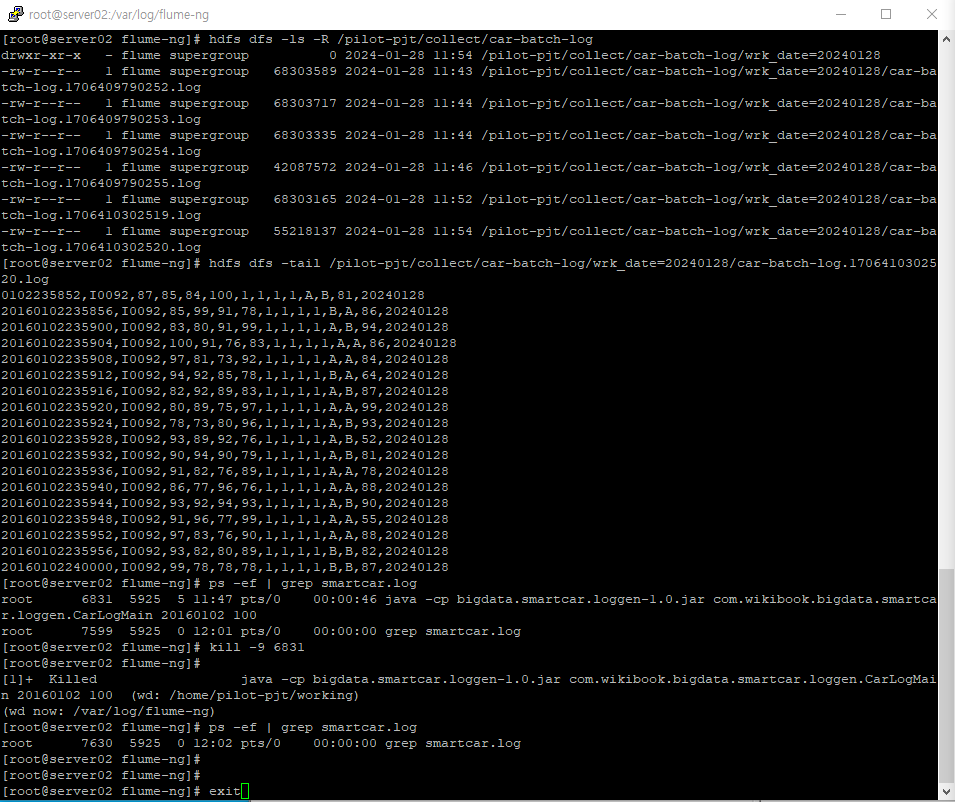 root@server02:/var/log/flume-ng
[root@server02 flume-ng]# hdfs dfs -ls -R /pilot-pjt/collect/car-batch-log
drwxr-xr-x   - flume supergroup          0 2024-01-28 11:54 /pilot-pjt/collect/car-batch-log/wrk_date=20240128
-rw-r--r--   1 flume supergroup   68303589 2024-01-28 11:43 /pilot-pjt/collect/car-batch-log/wrk_date=20240128/car-ba
tch-log.1706409790252.log
-rw-r--r--   1 flume supergroup   68303717 2024-01-28 11:44 /pilot-pjt/collect/car-batch-log/wrk_date=20240128/car-ba
tch-log.1706409790253.log
-rw-r--r--   1 flume supergroup   68303335 2024-01-28 11:44 /pilot-pjt/collect/car-batch-log/wrk_date=20240128/car-ba
tch-log.1706409790254.log
-rw-r--r--   1 flume supergroup   42087572 2024-01-28 11:46 /pilot-pjt/collect/car-batch-log/wrk_date=20240128/car-ba
tch-log.1706409790255.log
-rw-r--r--   1 flume supergroup   68303165 2024-01-28 11:52 /pilot-pjt/collect/car-batch-log/wrk_date=20240128/car-ba
tch-log.1706410302519.log
-rw-r--r--   1 flume supergroup   55218137 2024-01-28 11:54 /pilot-pjt/collect/car-batch-log/wrk_date=20240128/car-ba
tch-log.1706410302520.log
[root@server02 flume-ng]# hdfs dfs -tail /pilot-pjt/collect/car-batch-log/wrk_date=20240128/car-batch-log.17064103025
20.log
0102235852,I0092,87,85,84,100,1,1,1,1,A,B,81,20240128
20160102235856,I0092,85,99,91,78,1,1,1,1,B,A,86,20240128
20160102235900,I0092,83,80,91,99,1,1,1,1,A,B,94,20240128
20160102235904,I0092,100,91,76,83,1,1,1,1,A,A,86,20240128
20160102235908,I0092,97,81,73,92,1,1,1,1,A,A,84,20240128
20160102235912,I0092,94,92,85,78,1,1,1,1,B,A,64,20240128
20160102235916,I0092,82,92,89,83,1,1,1,1,A,B,87,20240128
20160102235920,I0092,80,89,75,97,1,1,1,1,A,A,99,20240128
20160102235924,I0092,78,73,80,96,1,1,1,1,A,B,93,20240128
20160102235928,I0092,93,89,92,76,1,1,1,1,A,B,52,20240128
20160102235932,I0092,90,94,90,79,1,1,1,1,A,B,81,20240128
20160102235936,I0092,91,82,76,89,1,1,1,1,A,A,78,20240128
20160102235940,I0092,86,77,96,76,1,1,1,1,A,A,88,20240128
20160102235944,I0092,93,92,94,93,1,1,1,1,A,B,90,20240128
20160102235948,I0092,91,96,77,99,1,1,1,1,A,A,55,20240128
20160102235952,I0092,97,83,76,90,1,1,1,1,A,A,88,20240128
20160102235956,I0092,93,82,80,89,1,1,1,1,B,B,82,20240128
20160102240000,I0092,99,78,78,78,1,1,1,1,B,B,87,20240128
[root@server02 flume-ng]# ps -ef | grep smartcar.log
root      6831  5925  5 11:47 pts/0    00:00:46 java -cp bigdata.smartcar.loggen-1.0.jar com.wikibook.bigdata.smartca
r.loggen.CarLogMain 20160102 100
root      7599  5925  0 12:01 pts/0    00:00:00 grep smartcar.log
[root@server02 flume-ng]# kill -9 6831
[root@server02 flume-ng]#
[1]+  Killed                  java -cp bigdata.smartcar.loggen-1.0.jar com.wikibook.bigdata.smartcar.loggen.CarLogMai
n 20160102 100  (wd: /home/pilot-pjt/working)
(wd now: /var/log/flume-ng)
[root@server02 flume-ng]# ps -ef | grep smartcar.log
root      7630  5925  0 12:02 pts/0    00:00:00 grep smartcar.log
[root@server02 flume-ng]#
[root@server02 flume-ng]#
[root@server02 flume-ng]# exit